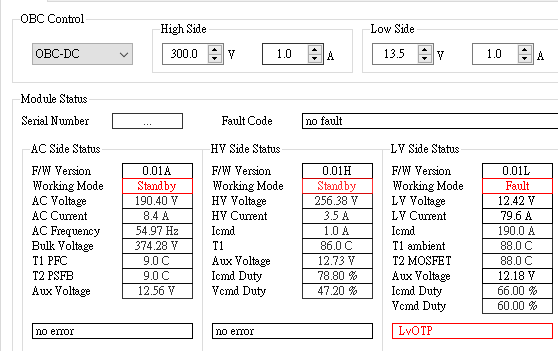 OBC Control
High Side
Low Side
OBC-DC
300.0 V 1.0 A
13.5 V 1.0 A
Module Status
Serial Number ... Fault Code no fault
AC Side Status
F/W Version 0.01A
Working Mode Standby
AC Voltage 190.40 V
AC Current 8.4 A
AC Frequency 54.97 Hz
Bulk Voltage 374.28 V
T1 PFC 9.0 C
T2 PSFB 9.0 C
Aux Voltage 12.56 V
no error
HV Side Status
F/W Version 0.01H
Working Mode Standby
HV Voltage 256.38 V
HV Current 3.5 A
Icmd 1.0 A
T1 86.0 C
Aux Voltage 12.73 V
Icmd Duty 78.80 %
Vcmd Duty 47.20 %
no error
LV Side Status
F/W Version 0.01L
Working Mode Fault
LV Voltage 12.42 V
LV Current 79.6 A
Icmd 190.0 A
T1 ambient 88.0 C
T2 MOSFET 88.0 C
Aux Voltage 12.18 V
Icmd Duty 66.00 %
Vcmd Duty 60.00 %
LvOTP